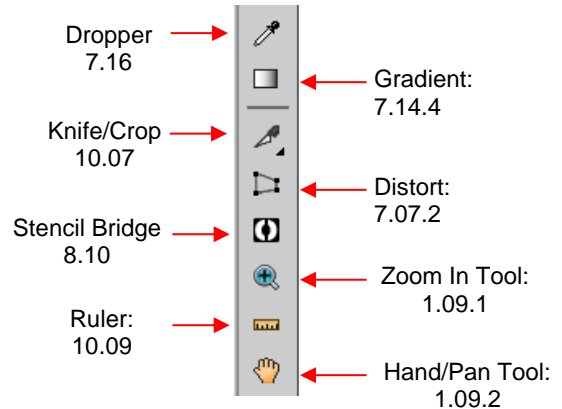 Dropper
7.16
Gradient:
7.14.4
Knife/Crop
10.07
Distort:
7.07.2
Stencil Bridge
8.10
Zoom In Tool:
1.09.1
Ruler:
10.09
Hand/Pan Tool:
1.09.2